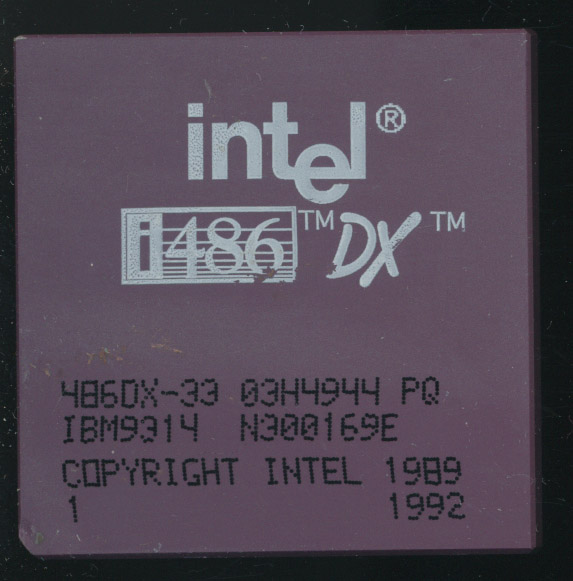 intel®
i486™ DX™
486DX-33 03H4944 PQ
IBM9314 N300169E
COPYRIGHT INTEL 1989
1 1992